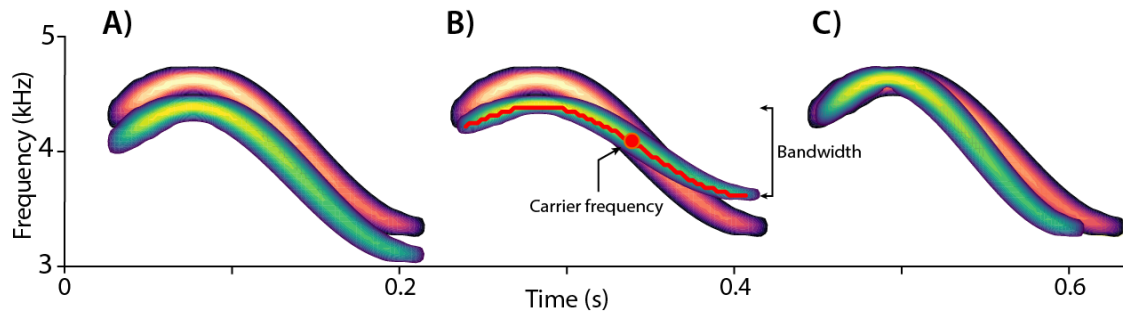 A)
B)
C)
Frequency (kHz)
5
4
3
Bandwidth
Carrier frequency
0
0.2
0.4
0.6
Time (s)